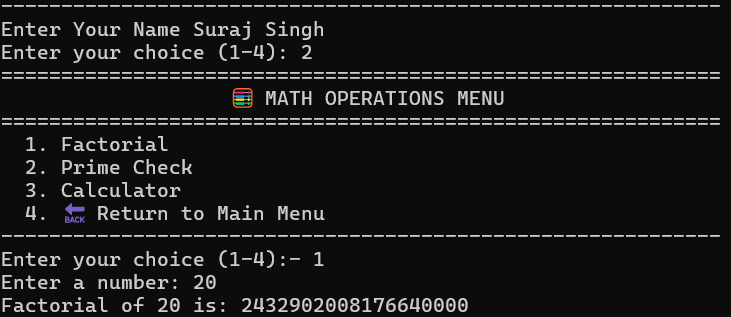 ------------------------------------------------------------
Enter Your Name Suraj Singh
Enter your choice (1-4): 2
============================================================
🧮 MATH OPERATIONS MENU
============================================================
1. Factorial
2. Prime Check
3. Calculator
4. 🔙 Return to Main Menu
------------------------------------------------------------
Enter your choice (1-4):- 1
Enter a number: 20
Factorial of 20 is: 2432902008176640000